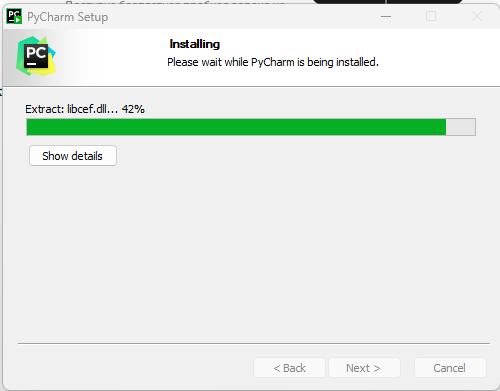 PyCharm Setup
PC
Installing
Please wait while PyCharm is being installed.
Extract: libcef.dll... 42%
Show details
< Back
Next >
Cancel